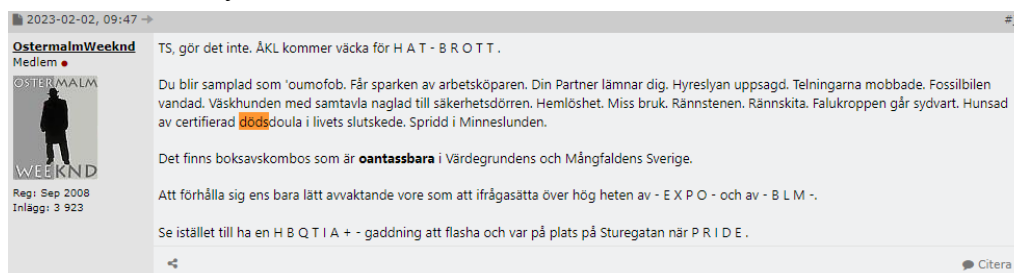 2023-02-02, 09:47
#
OstermalmWeeknd
Medlem
OSTERMALM
WEEKND
Reg: Sep 2008
Inlägg: 3 923
TS, gör det inte. ÅKL kommer väcka för H A T - B R O T T .
Du blir samplad som 'oumofob. Får sparken av arbetsköparen. Din Partner lämnar dig. Hyreslyan uppsagd. Telningarna mobbade. Fossilbilen
vandad. Väskhunden med samtavla naglad till säkerhetsdörren. Hemlöshet. Miss bruk. Rännstenen. Rännskita. Falukroppen går sydvart. Hunsad
av certifierad dödsdoula i livets slutskede. Spridd i Minneslunden.
Det finns boksavskombos som är oantassbara i Värdegrundens och Mångfaldens Sverige.
Att förhålla sig ens bara lätt avvaktande vore som att ifrågasätta över hög heten av - E X P O - och av - B L M -.
Se istället till ha en H B Q T I A + - gaddning att flasha och var på plats på Sturegatan när P R I D E .
Citera